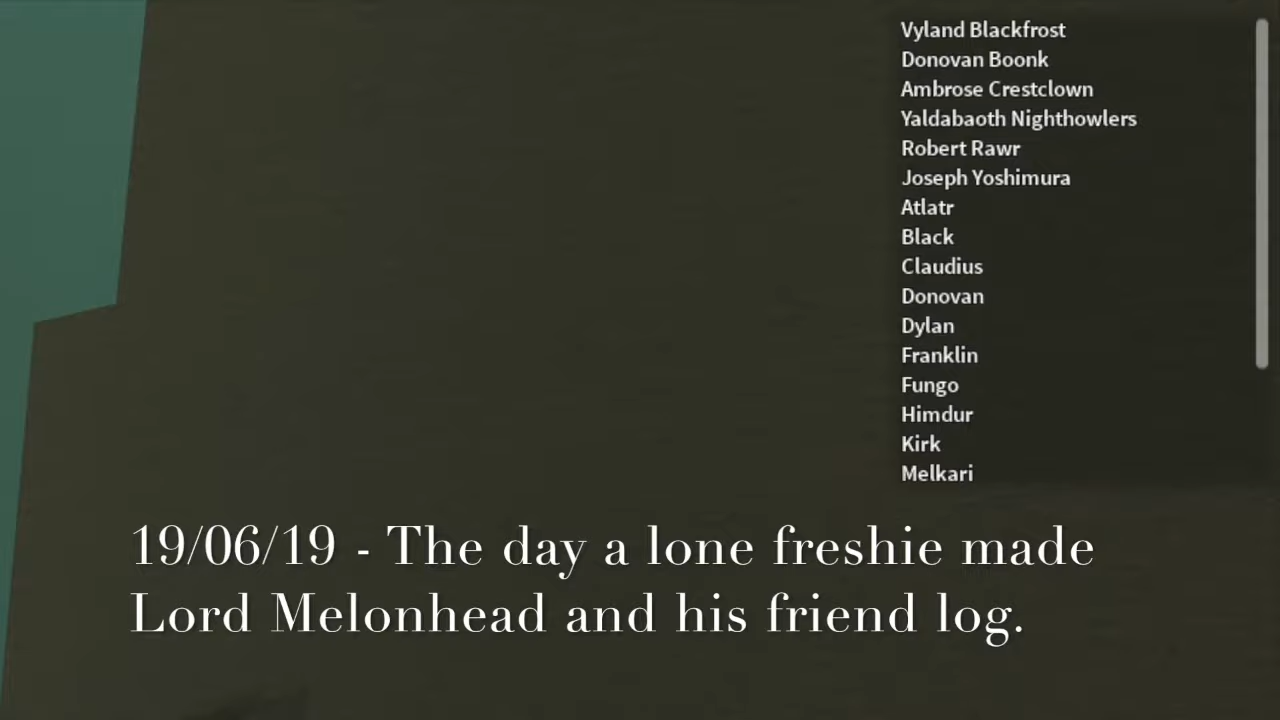 Vyland Blackfrost
Donovan Boonk
Ambrose Crestclown
Yaldabaoth Nighthowlers
Robert Rawr
Joseph Yoshimura
Atlatr
Black
Claudius
Donovan
Dylan
Franklin
Fungo
Himdur
Kirk
Melkari
19/06/19 - The day a lone freshie made
Lord Melonhead and his friend log.